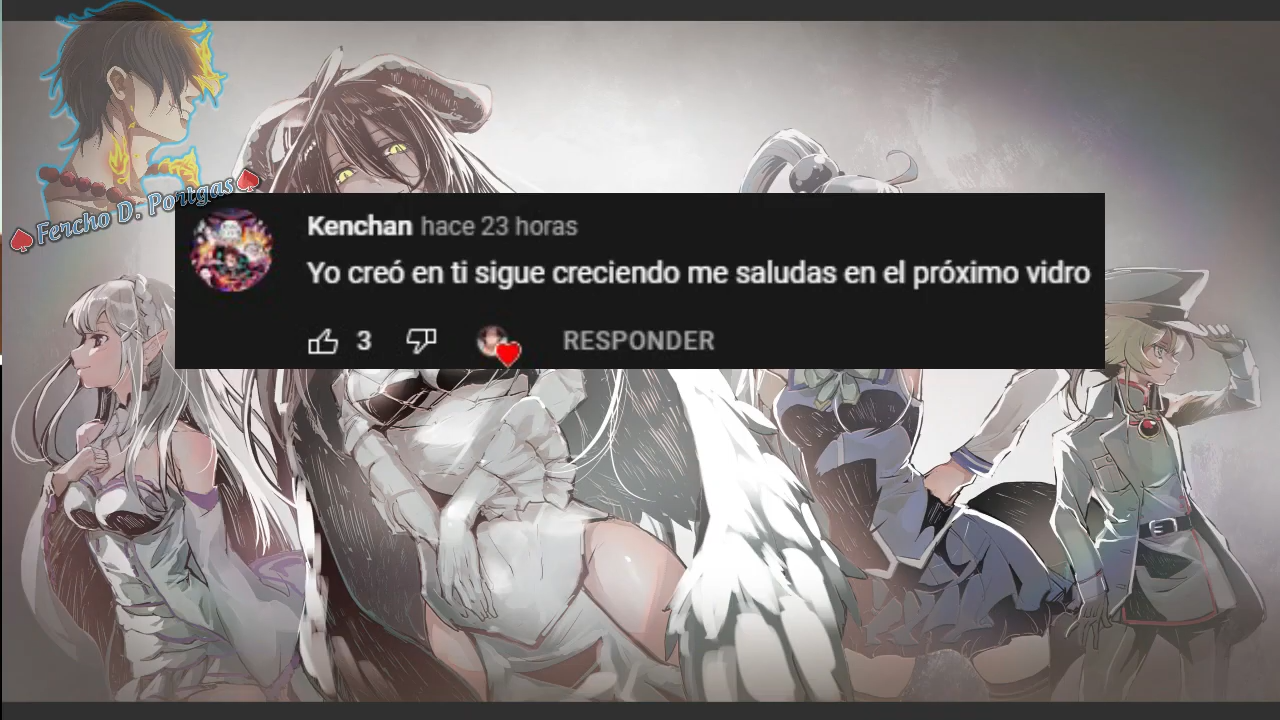 Fercho D. Portgas
Kenchan hace 23 horas
Yo creó en ti sigue creciendo me saludas en el próximo vidro
3
RESPONDER